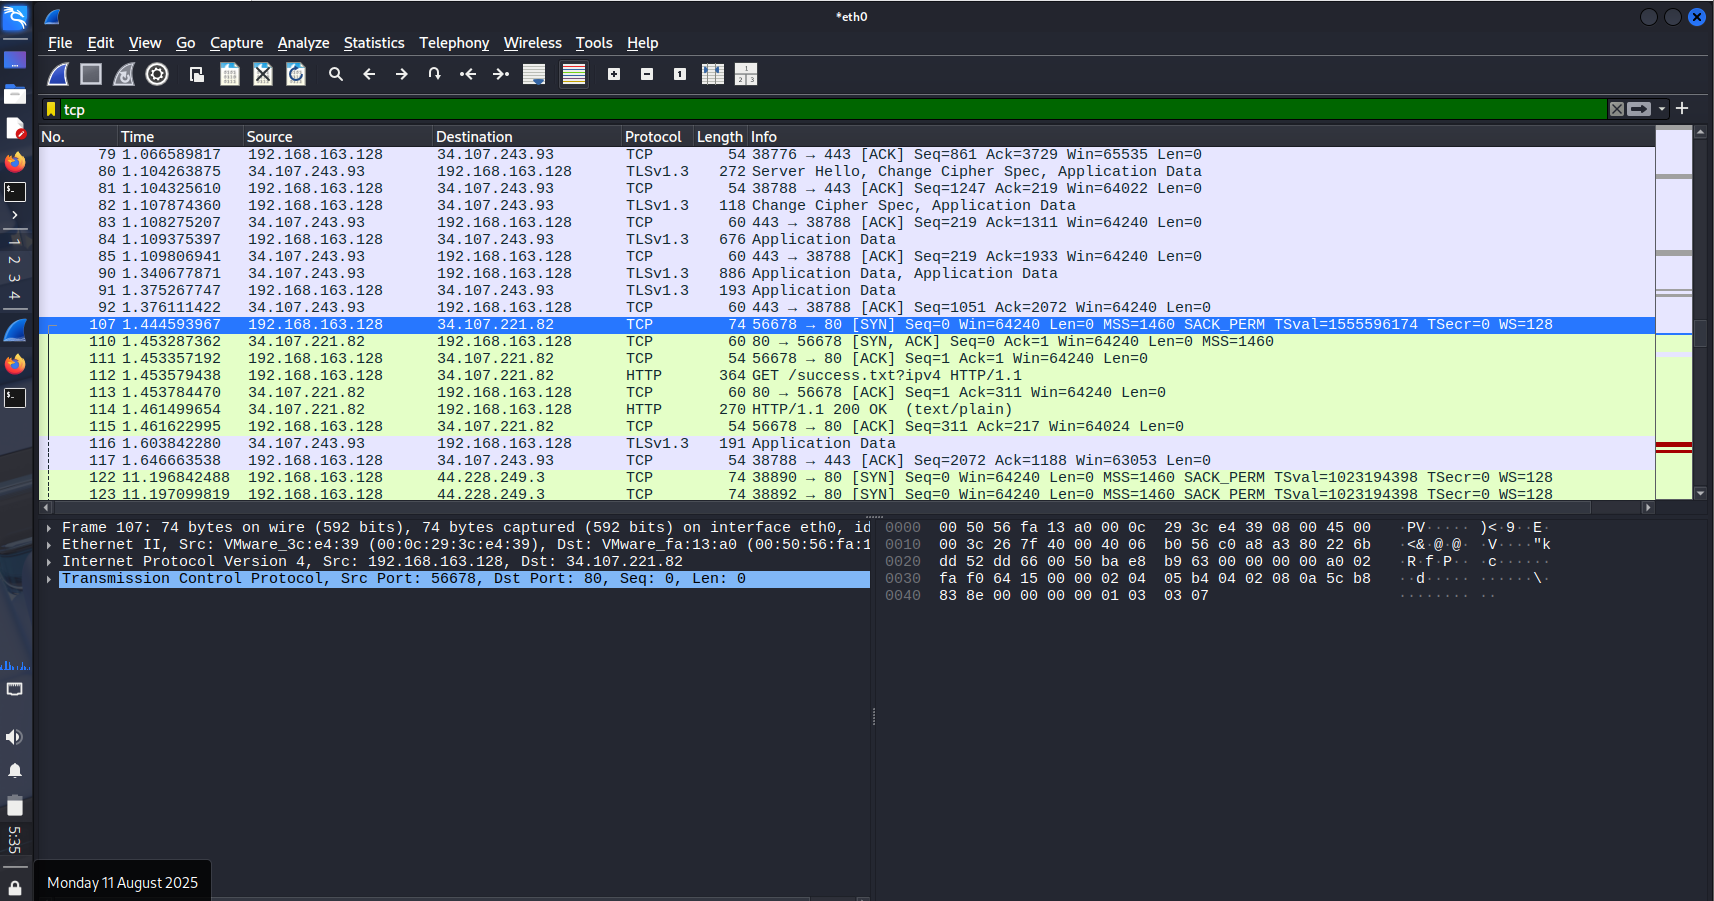 *eth0
File Edit View Go Capture Analyze Statistics Telephony Wireless Tools Help
tcp
No. Time Source Destination Protocol Length Info
79 1.066589817 192.168.163.128 34.107.243.93 TCP 54 38776 → 443 [ACK] Seq=861 Ack=3729 Win=65535 Len=0
80 1.104263875 34.107.243.93 192.168.163.128 TLSv1.3 272 Server Hello, Change Cipher Spec, Application Data
81 1.104325610 192.168.163.128 34.107.243.93 TCP 54 38788 → 443 [ACK] Seq=1247 Ack=219 Win=64022 Len=0
82 1.107874360 192.168.163.128 34.107.243.93 TLSv1.3 118 Change Cipher Spec, Application Data
83 1.108275207 34.107.243.93 192.168.163.128 TCP 60 443 → 38788 [ACK] Seq=219 Ack=1311 Win=64240 Len=0
84 1.109375397 192.168.163.128 34.107.243.93 TLSv1.3 676 Application Data
85 1.109806941 34.107.243.93 192.168.163.128 TCP 60 443 → 38788 [ACK] Seq=219 Ack=1933 Win=64240 Len=0
90 1.340677871 34.107.243.93 192.168.163.128 TLSv1.3 886 Application Data, Application Data
91 1.375267747 192.168.163.128 34.107.243.93 TLSv1.3 193 Application Data
92 1.376111422 34.107.243.93 192.168.163.128 TCP 60 443 → 38788 [ACK] Seq=1051 Ack=2072 Win=64240 Len=0
107 1.444593967 192.168.163.128 34.107.221.82 TCP 74 56678 → 80 [SYN] Seq=0 Win=64240 Len=0 MSS=1460 SACK_PERM TSval=1555596174 TSecr=0 WS=128
110 1.453287362 34.107.221.82 192.168.163.128 TCP 60 80 → 56678 [SYN, ACK] Seq=0 Ack=1 Win=64240 Len=0 MSS=1460
111 1.453357192 192.168.163.128 34.107.221.82 TCP 54 56678 → 80 [ACK] Seq=1 Ack=1 Win=64240 Len=0
112 1.453579438 192.168.163.128 34.107.221.82 HTTP 364 GET /success.txt?ipv4 HTTP/1.1
113 1.453784470 34.107.221.82 192.168.163.128 TCP 60 80 → 56678 [ACK] Seq=1 Ack=311 Win=64240 Len=0
114 1.461499654 34.107.221.82 192.168.163.128 HTTP 270 HTTP/1.1 200 OK (text/plain)
115 1.461622995 192.168.163.128 34.107.221.82 TCP 54 56678 → 80 [ACK] Seq=311 Ack=217 Win=64024 Len=0
116 1.603842280 34.107.243.93 192.168.163.128 TLSv1.3 191 Application Data
117 1.646663538 192.168.163.128 34.107.243.93 TCP 54 38788 → 443 [ACK] Seq=2072 Ack=1188 Win=63053 Len=0
122 11.196842488 192.168.163.128 44.228.249.3 TCP 74 38890 → 80 [SYN] Seq=0 Win=64240 Len=0 MSS=1460 SACK_PERM TSval=1023194398 TSecr=0 WS=128
123 11.197099819 192.168.163.128 44.228.249.3 TCP 74 38892 → 80 [SYN] Seq=0 Win=64240 Len=0 MSS=1460 SACK_PERM TSval=1023194398 TSecr=0 WS=128
Frame 107: 74 bytes on wire (592 bits), 74 bytes captured (592 bits) on interface eth0, id
Ethernet II, Src: VMware_3c:e4:39 (00:0c:29:3c:e4:39), Dst: VMware_fa:13:a0 (00:50:56:fa:1
Internet Protocol Version 4, Src: 192.168.163.128, Dst: 34.107.221.82
Transmission Control Protocol, Src Port: 56678, Dst Port: 80, Seq: 0, Len: 0
0000 00 50 56 fa 13 a0 00 0c 29 3c e4 39 08 00 45 00 ·PV····· )<·9··E·
0010 00 3c 26 7f 40 00 40 06 b0 56 c0 a8 a3 80 22 6b ·<&·@·@· ·V····"k
0020 dd 52 dd 66 00 50 ba e8 b9 63 00 00 00 00 a0 02 ·R·f·P·· ·c······
0030 fa f0 64 15 00 00 02 04 05 b4 04 02 08 0a 5c b8 ··d····· ······\·
0040 83 8e 00 00 00 00 01 03 03 07 ········ ··
1
2
3
4
5:35
Monday 11 August 2025